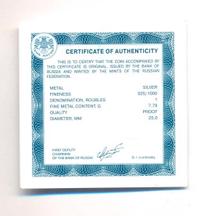 CERTIFICATE OF AUTHENTICITY
THIS IS TO CERTIFY THAT THE COIN ACCOMPANIED BY
THIS CERTIFICATE IS ORIGINAL, ISSUED BY THE BANK OF
RUSSIA AND MINTED BY THE MINTS OF THE RUSSIAN
FEDERATION.
METAL SILVER
FINENESS 925/1000
DENOMINATION, ROUBLES 1
FINE METAL CONTENT, G 7.78
QUALITY PROOF
DIAMETER, MM 25.0
FIRST DEPUTY
CHAIRMAN
OF THE BANK OF RUSSIA